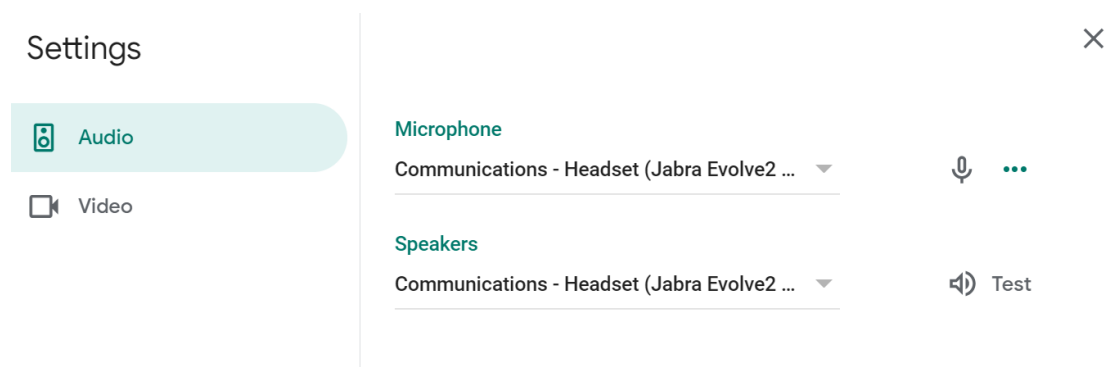 Settings
Audio
Video
Microphone
Communications - Headset (Jabra Evolve2 ...
Speakers
Communications - Headset (Jabra Evolve2 ...
Test